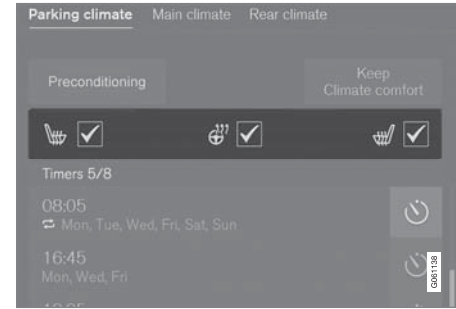 Parking climate Main climate Rear climate
Preconditioning
Keep
Climate comfort
Timers 5/8
08:05
Mon, Tue, Wed, Fri, Sat, Sun
16:45
Mon, Wed, Fri
G061138